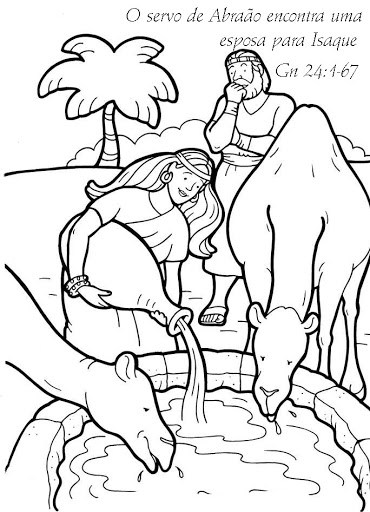 O servo de Abraão encontra uma
esposa para Isaque
Gn 24:1-67